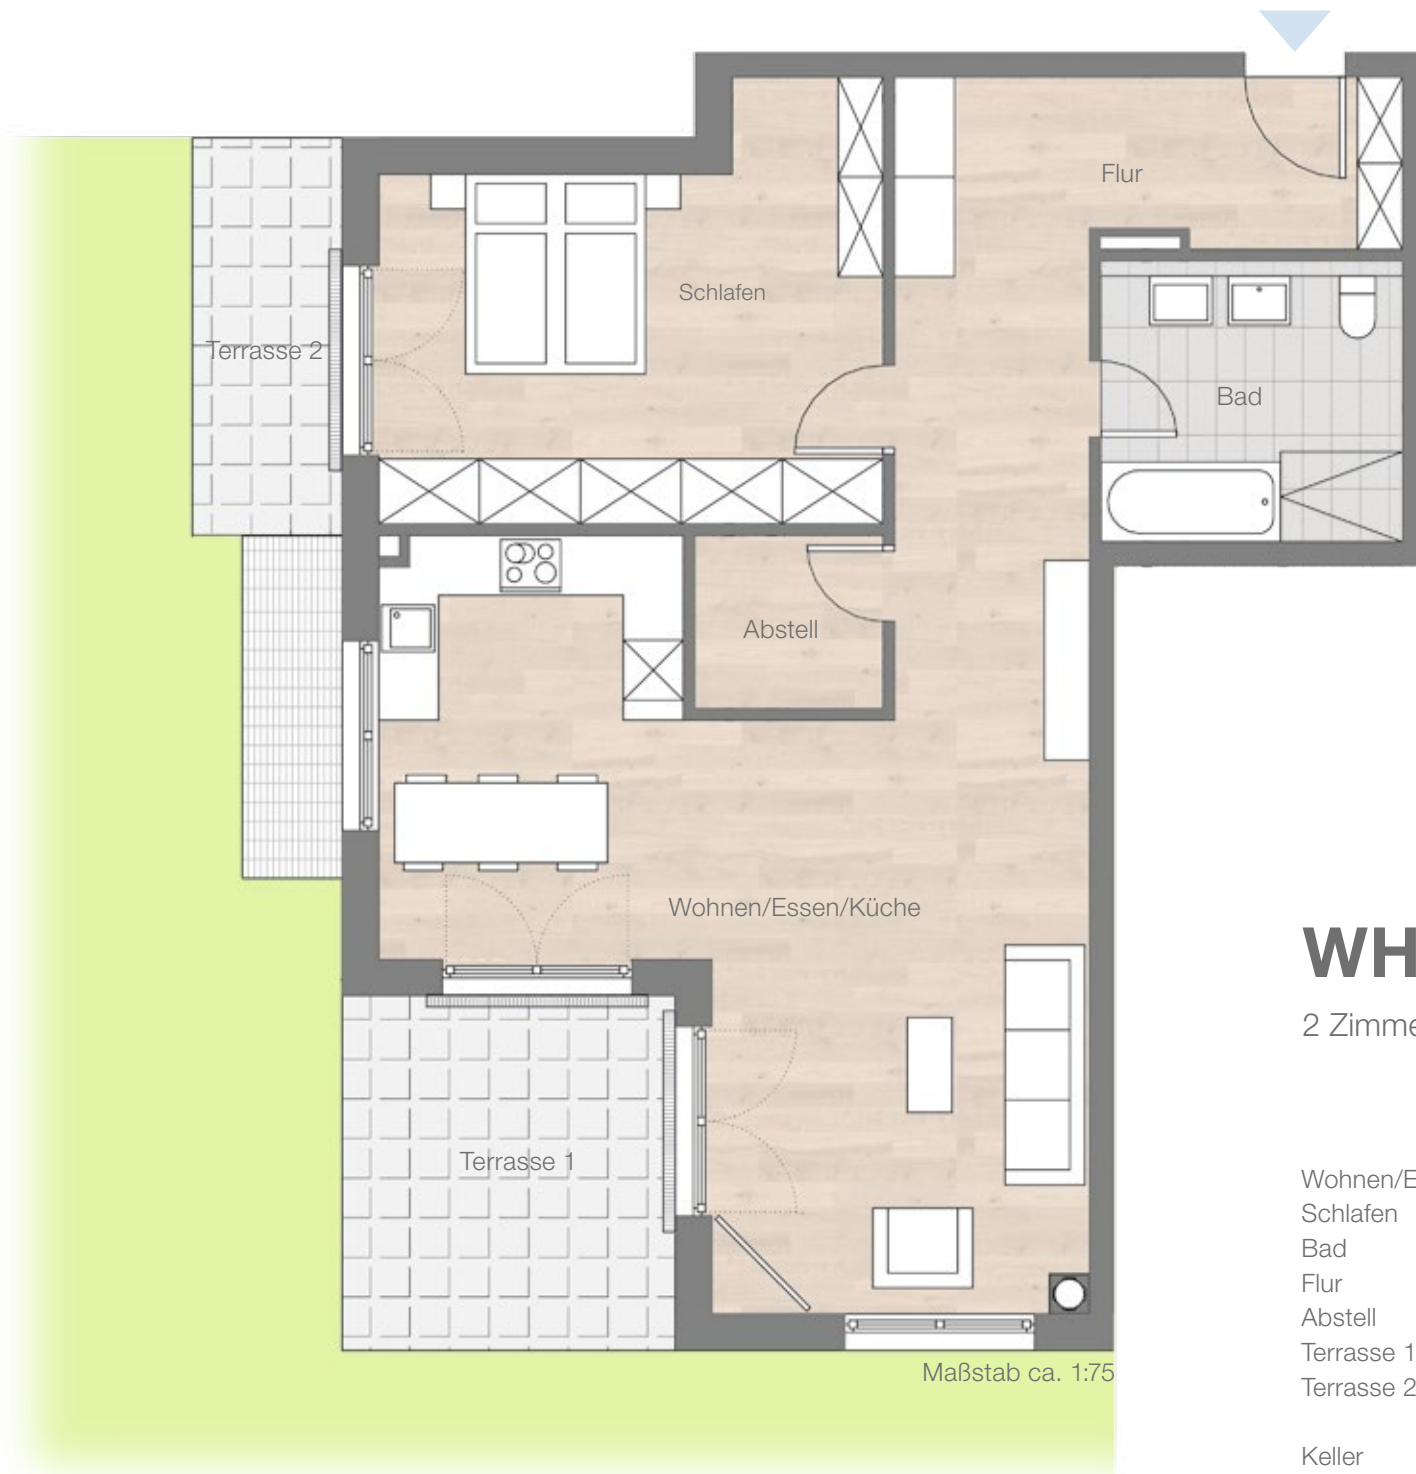 Flur
Schlafen
Terrasse 2
Bad
Abstell
Wohnen/Essen/Küche
WH
2 Zimme
Terrasse 1
Wohnen/E
Schlafen
Bad
Flur
Abstell
Terrasse 1
Terrasse 2
Maßstab ca. 1:75
Keller